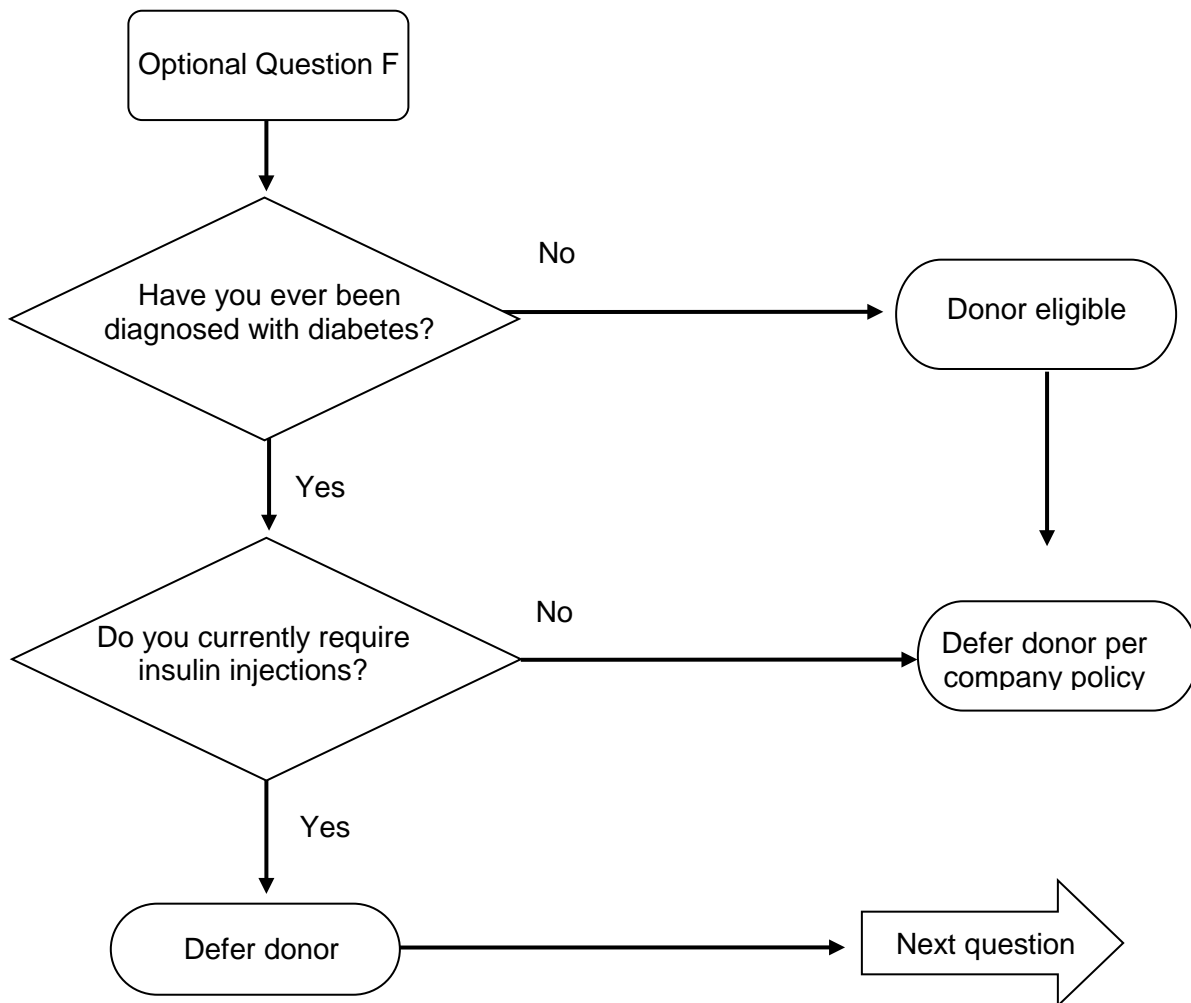 Optional Question F
No
Have you ever been
diagnosed with diabetes?
Donor eligible
Yes
No
Do you currently require
insulin injections?
Defer donor per
company policy
Yes
Defer donor
Next question